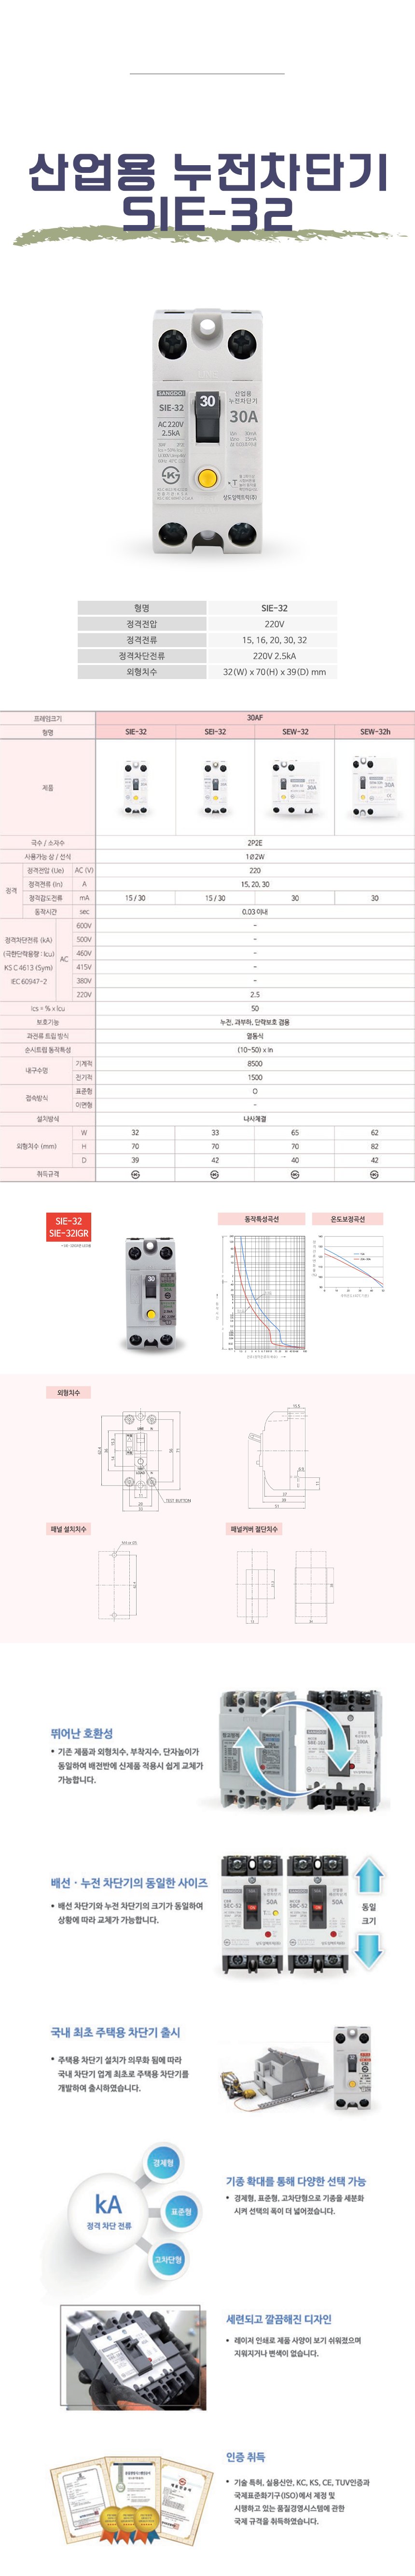 산업용 누전차단기
SIE-32
SANGDO
SIE-32
AC 220V
2.5kA
30
산업용
누전차단기
30A
상도일렉트릭(주)
형명 SIE-32
정격전압 220V
정격전류 15, 16, 20, 30, 32
정격차단전류 220V 2.5kA
외형치수 32(W) x 70(H) x 39(D) mm
프레임크기 30AF
형명 SIE-32 SEI-32 SEW-32 SEW-32h
제품
극수 / 소자수 2P2E
사용가능 상 / 선식 1Ø2W
정격 정격전압 (Ue) AC (V) 220
정격전류 (In) A 15, 20, 30
정격감도전류 mA 15 / 30 15 / 30 30 30
동작시간 sec 0.03 이내
정격차단전류 (kA)
(극한단락용량 : Icu)
KS C 4613 (Sym)
IEC 60947-2
AC
600V -
500V -
460V -
415V -
380V -
220V 2.5
Ics = % x Icu 50
보호기능 누전, 과부하, 단락보호 겸용
과전류 트립 방식 열동식
순시트립 동작특성 (10~50) x In
내구수명 기계적 8500
전기적 1500
접속방식 표준형 O
이면형 -
설치방식 나사체결
외형치수 (mm) W 32 33 65 62
H 70 70 70 82
D 39 42 40 42
취득규격
SIE-32
SIE-32IGR
30
동작특성곡선
온도보정곡선
외형치수
TEST BUTTON
패널 설치치수
패널커버 절단치수
뛰어난 호환성
• 기존 제품과 외형치수, 부착지수, 단자높이가
동일하여 배전반에 신제품 적용시 쉽게 교체가
가능합니다.
배선 · 누전 차단기의 동일한 사이즈
• 배선 차단기와 누전 차단기의 크기가 동일하여
상황에 따라 교체가 가능합니다.
50A
50A
동일
크기
국내 최초 주택용 차단기 출시
• 주택용 차단기 설치가 의무화 됨에 따라
국내 차단기 업계 최초로 주택용 차단기를
개발하여 출시하였습니다.
kA
정격 차단 전류
경제형
표준형
고차단형
기종 확대를 통해 다양한 선택 가능
• 경제형, 표준형, 고차단형으로 기종을 세분화
시켜 선택의 폭이 더 넓어졌습니다.
세련되고 깔끔해진 디자인
• 레이저 인쇄로 제품 사양이 보기 쉬워졌으며
지워지거나 변색이 없습니다.
인증 취득
• 기술 특허, 실용신안, KC, KS, CE, TUV인증과
국제표준화기구(ISO)에서 제정 및
시행하고 있는 품질경영시스템에 관한
국제 규격을 취득하였습니다.